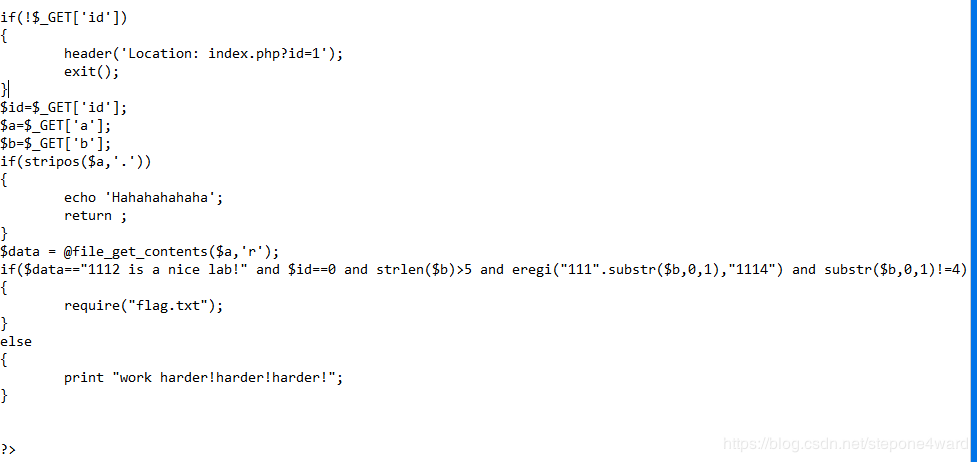 if(!$_GET['id'])
{
        header('Location: index.php?id=1');
        exit();
}
$id=$_GET['id'];
$a=$_GET['a'];
$b=$_GET['b'];
if(stripos($a,'.'))
{
        echo 'Hahahahahaha';
        return ;
}
$data = @file_get_contents($a,'r');
if($data=="1112 is a nice lab!" and $id==0 and strlen($b)>5 and eregi("111".substr($b,0,1),"1114") and substr($b,0,1)!=4)
{
        require("flag.txt");
}
else
{
        print "work harder!harder!harder!";
}
?>
https://blog.csdn.net/stepone4ward